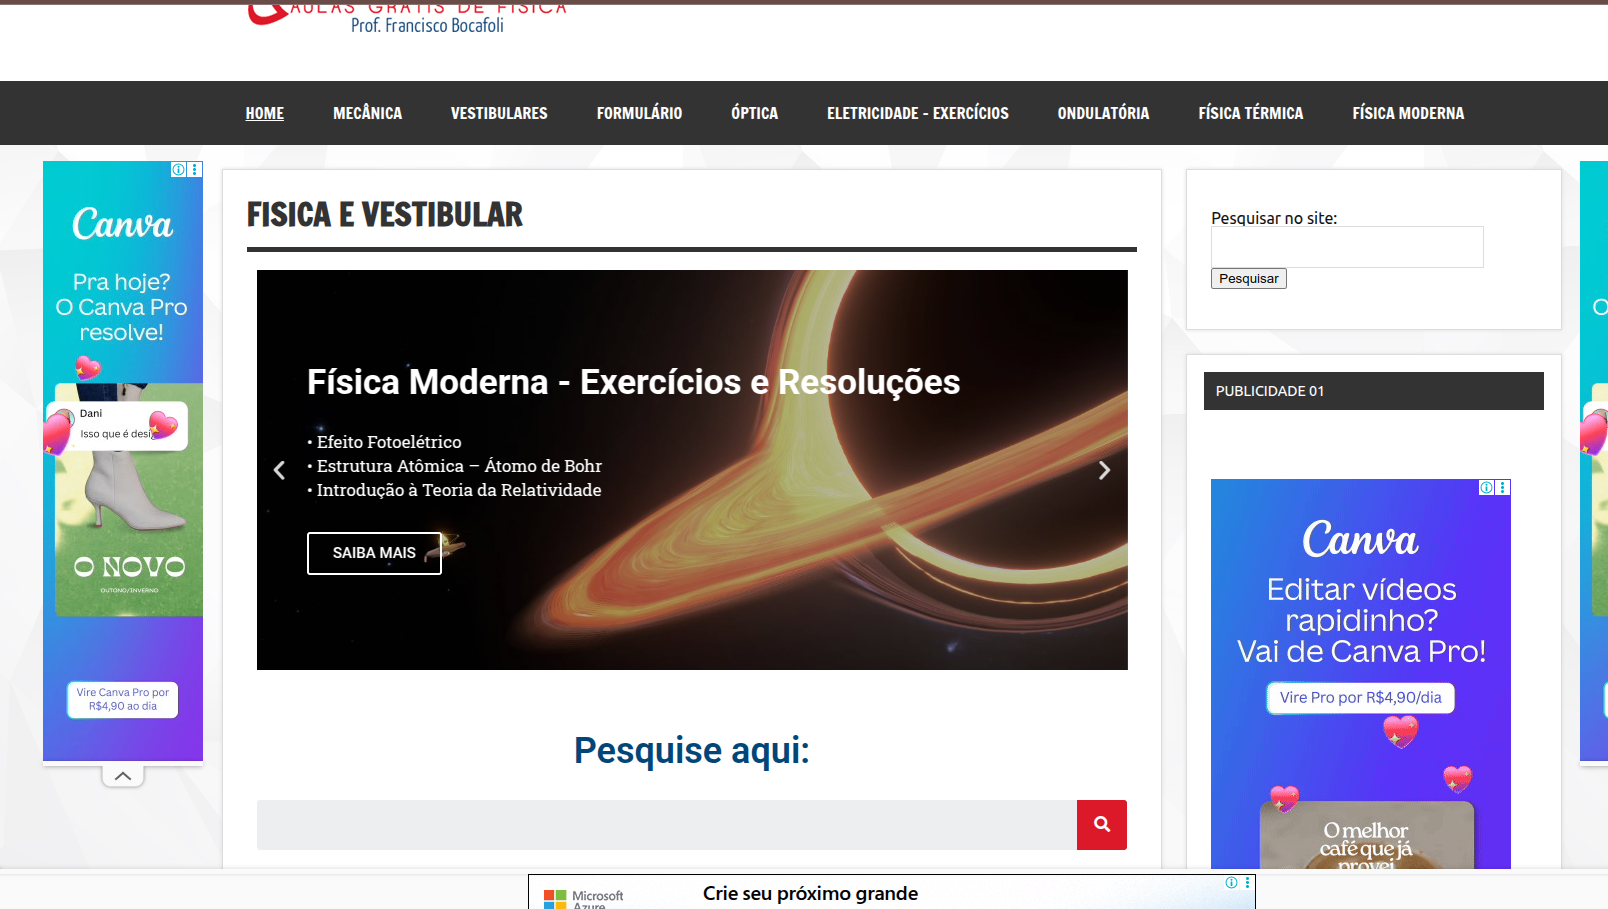 AULAS GRATIS DE FÍSICA
Prof. Francisco Bocafoli
HOME MECÂNICA VESTIBULARES FORMULÁRIO ÓPTICA ELETRICIDADE – EXERCÍCIOS ONDULATÓRIA FÍSICA TÉRMICA FÍSICA MODERNA
Canva
Pra hoje?
O Canva Pro
resolve!
Dani
Isso que é desi
O NOVO
OUTONO/INVERNO
Vire Canva Pro por
R$4,90 ao dia
FISICA E VESTIBULAR
Física Moderna - Exercícios e Resoluções
• Efeito Fotoelétrico
• Estrutura Atômica – Átomo de Bohr
• Introdução à Teoria da Relatividade
SAIBA MAIS
Pesquise aqui:
Pesquisar no site:
Pesquisar
PUBLICIDADE 01
Canva
Editar vídeos
rapidinho?
Vai de Canva Pro!
Vire Pro por R$4,90/dia
O melhor
café que já
provei
O
Microsoft
Azure
Crie seu próximo grande